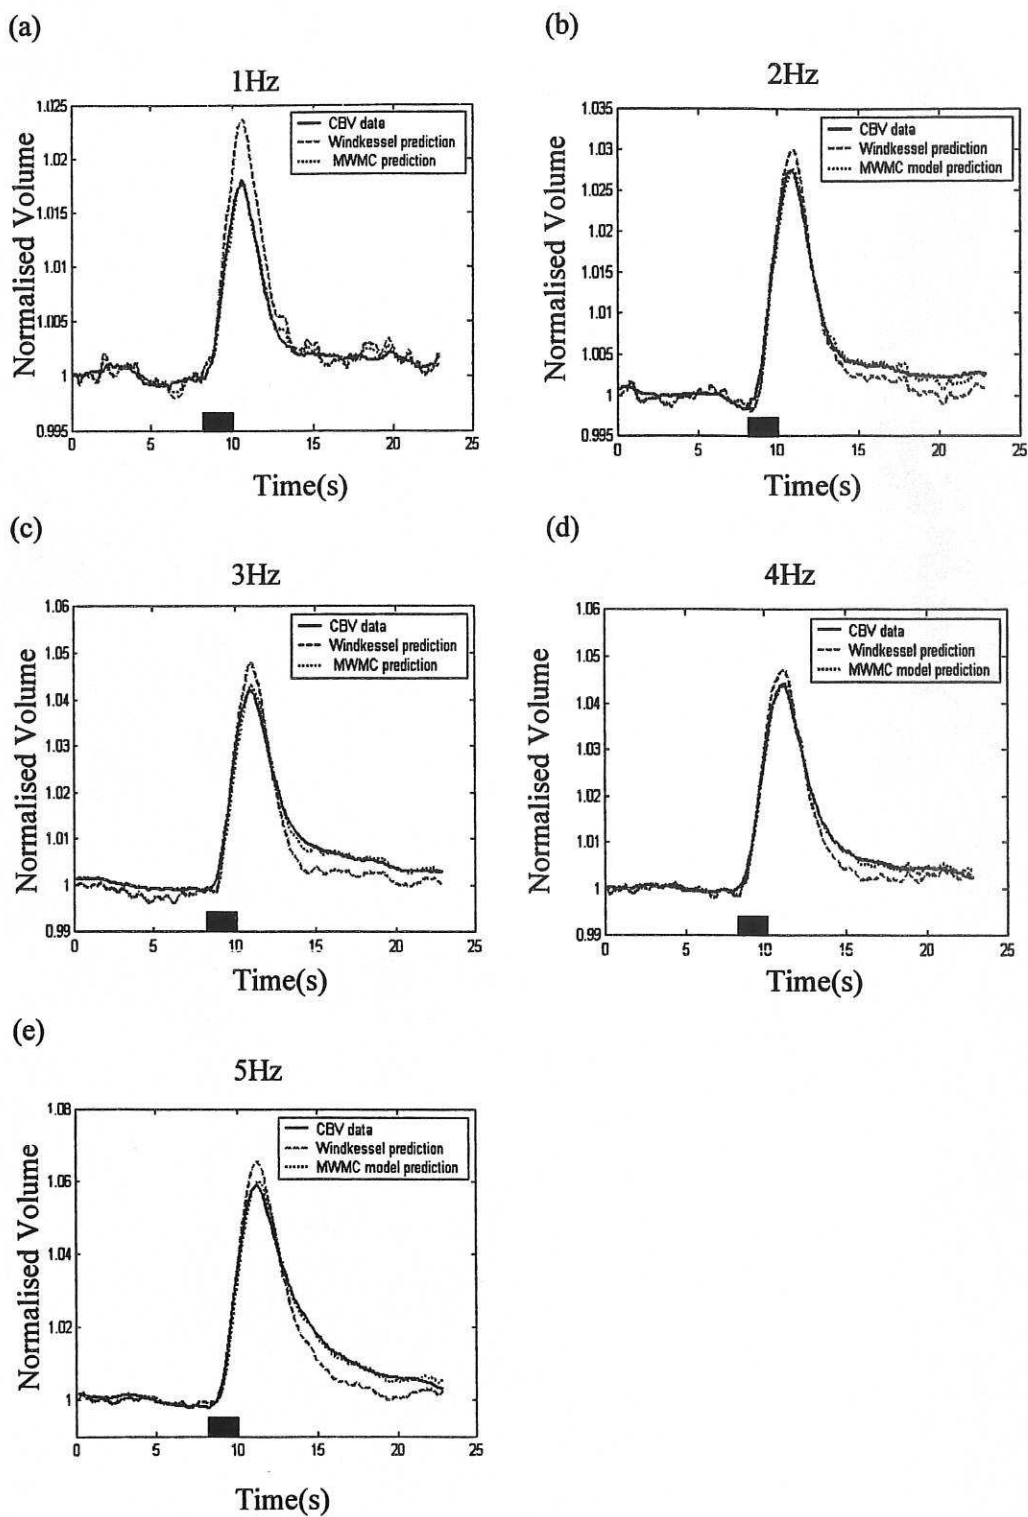 (a)
1Hz
1.025
1.02
1.015
1.01
1.005
1
0.995
0 5 10 15 20 25
Normalised Volume
Time(s)
CBV data
Windkessel prediction
MWMC prediction
(b)
2Hz
1.035
1.03
1.025
1.02
1.015
1.01
1.005
1
0.995
0 5 10 15 20 25
Normalised Volume
Time(s)
CBV data
Windkessel prediction
MWMC model prediction
(c)
3Hz
1.06
1.05
1.04
1.03
1.02
1.01
1
0.99
0 5 10 15 20 25
Normalised Volume
Time(s)
CBV data
Windkessel prediction
MWMC prediction
(d)
4Hz
1.06
1.05
1.04
1.03
1.02
1.01
1
0.99
0 5 10 15 20 25
Normalised Volume
Time(s)
CBV data
Windkessel prediction
MWMC model prediction
(e)
5Hz
1.08
1.06
1.04
1.02
1
0 5 10 15 20 25
Normalised Volume
Time(s)
CBV data
Windkessel prediction
MWMC model prediction